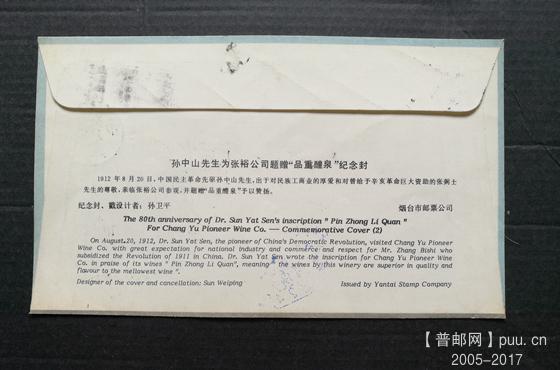 孙中山先生为张裕公司题赠“品重醴泉”纪念封
1912年8月20日,中国民主革命先驱孙中山先生,出于对民族工商业的厚爱和对曾给予辛亥革命巨大资助的张弼士
先生的尊敬,亲临张裕公司参观,并题赠“品重醴泉”予以赞扬。
纪念封、戳设计者:孙卫平 烟台市邮票公司
The 80th anniversary of Dr. Sun Yat Sen's inscription " Pin Zhong Li Quan "
For Chang Yu Pioneer Wine Co. — Commemorative Cover (2)
On August,20, 1912, Dr. Sun Yat Sen, the pioneer of China's Democratic Revolution, visited Chang Yu Pioneer
Wine Co. with great expectation for national industry and commerce and respect for Mr. Zhang Bishi who
subsidized the Revolution of 1911 in China. Dr. Sun Yat Sen wrote the inscription for Chang Yu Pioneer Wine
Co. in praise of its wines " Pin Zhong Li Quan", meaning " the wines by this winery are superior in quality and
flavour to the mellowest wine ".
Designer of the cover and cancellation: Sun Weiping Issued by Yantai Stamp Company
【普邮网】puu.cn
2005-2017